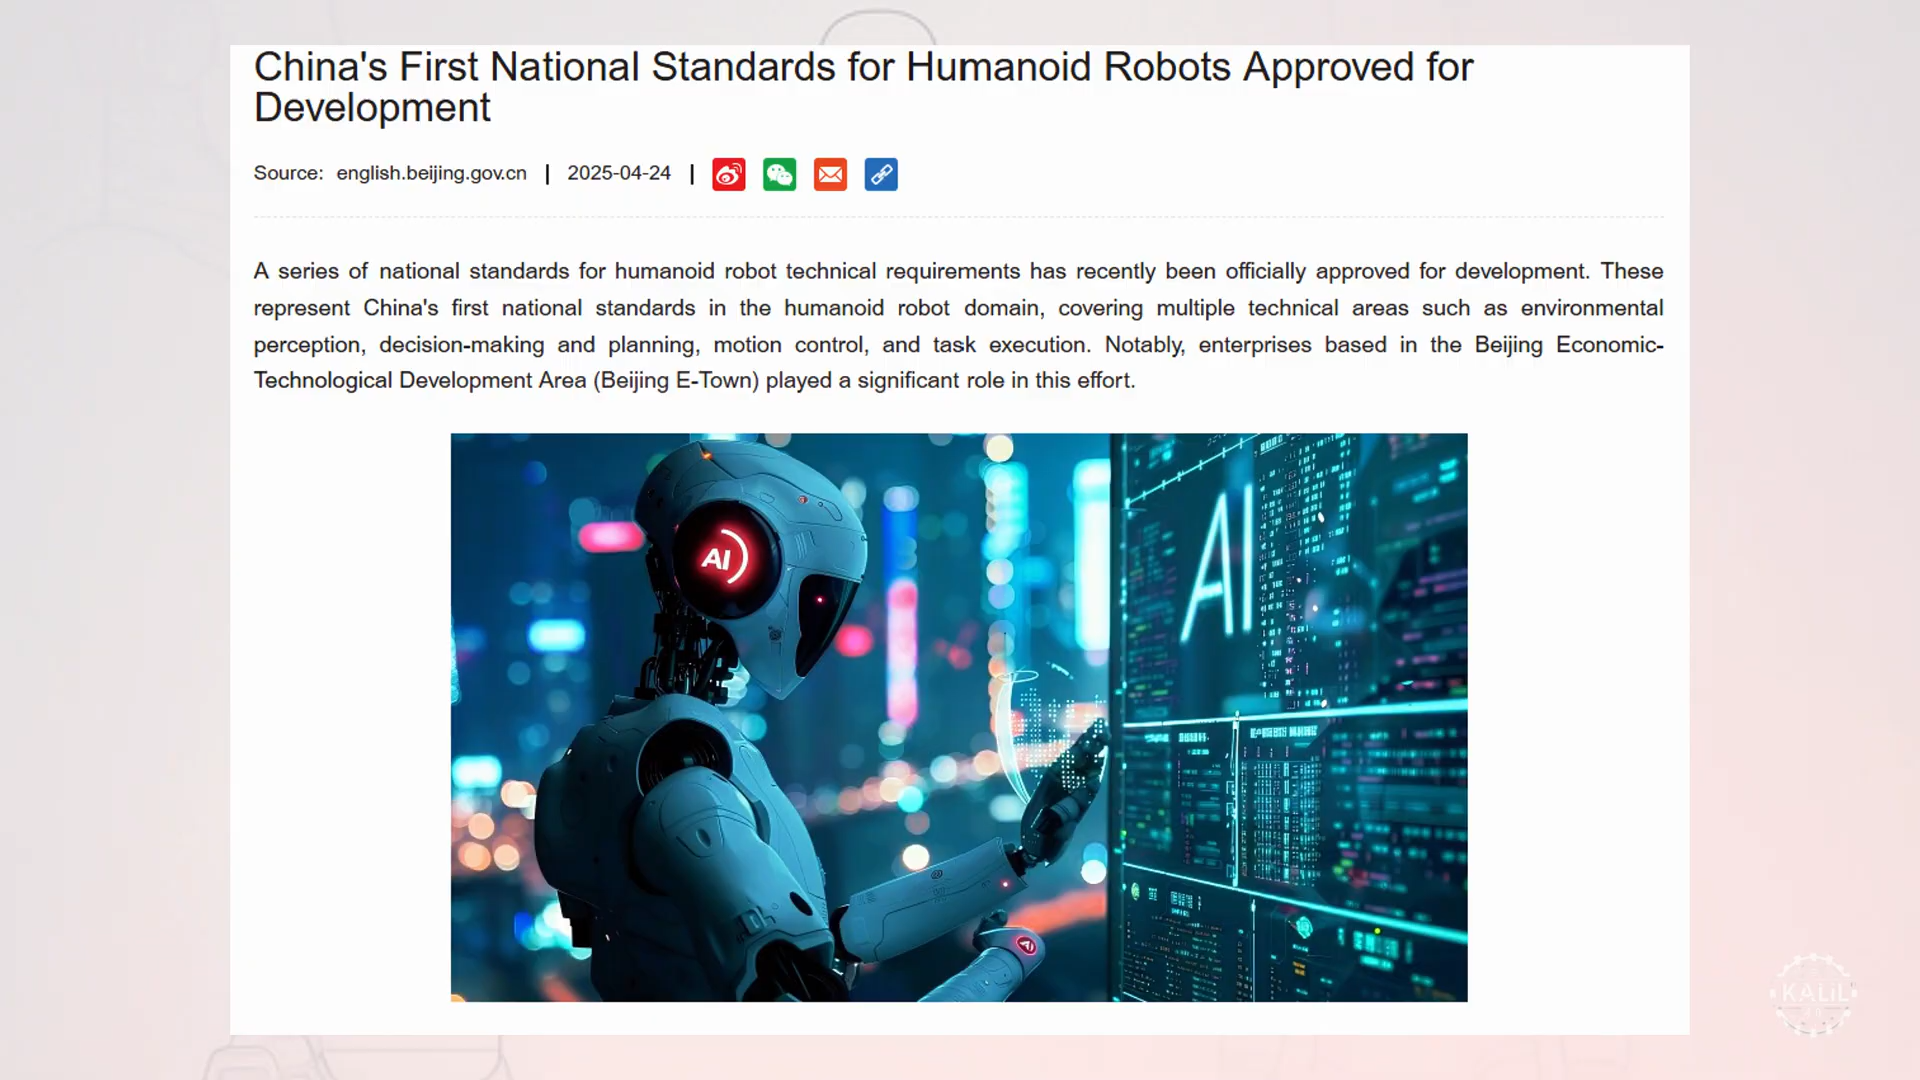 China's First National Standards for Humanoid Robots Approved for
Development
Source: english.beijing.gov.cn | 2025-04-24 |
A series of national standards for humanoid robot technical requirements has recently been officially approved for development. These
represent China's first national standards in the humanoid robot domain, covering multiple technical areas such as environmental
perception, decision-making and planning, motion control, and task execution. Notably, enterprises based in the Beijing Economic-
Technological Development Area (Beijing E-Town) played a significant role in this effort.
AI
AI
AI
KALiL